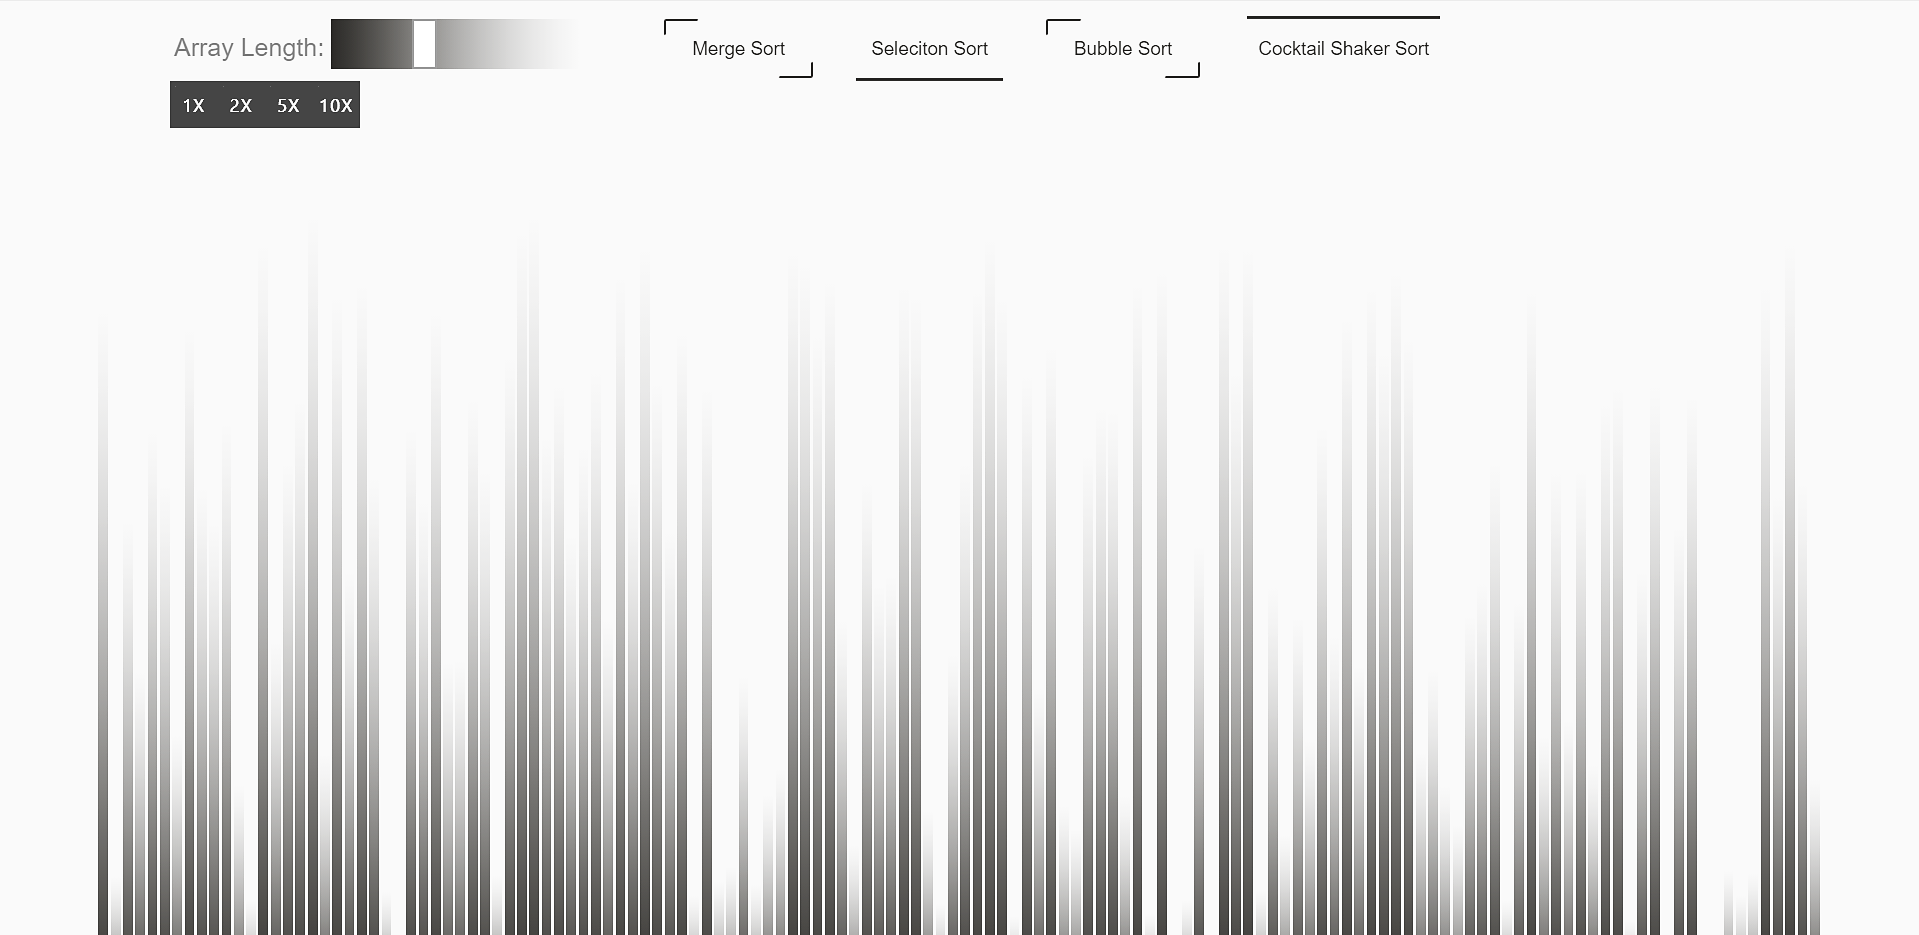 Array Length:
Merge Sort
Seleciton Sort
Bubble Sort
Cocktail Shaker Sort
1X 2X 5X 10X